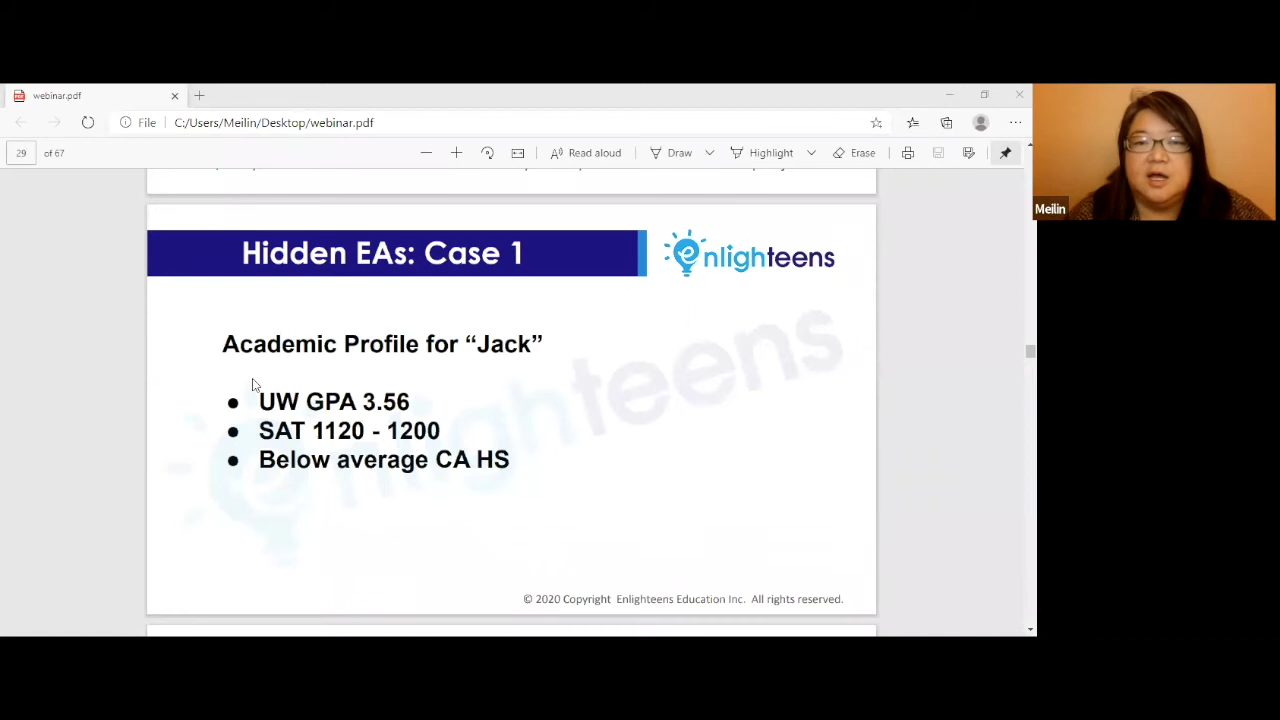 webinar.pdf
File C:/Users/Meilin/Desktop/webinar.pdf
29 of 67 Read aloud Draw Highlight Erase
Meilin
Hidden EAs: Case 1
enlighteens
Academic Profile for “Jack”
● UW GPA 3.56
● SAT 1120 - 1200
● Below average CA HS
enlighteens
© 2020 Copyright Enlighteens Education Inc. All rights reserved.